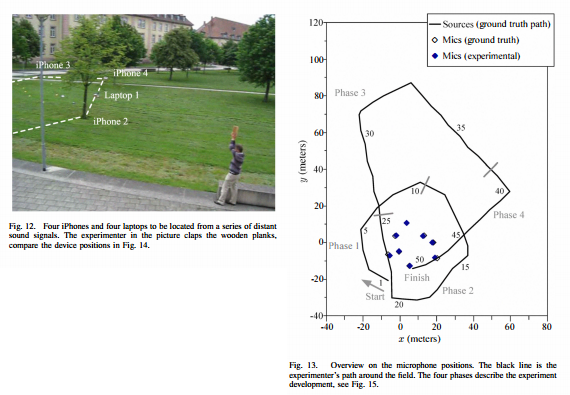 iPhone 3
iPhone 4
Laptop 1
iPhone 2
Fig. 12. Four iPhones and four laptops to be located from a series of distant
sound signals. The experimenter in the picture claps the wooden planks,
compare the device positions in Fig. 14.
Sources (ground truth path)
Mics (ground truth)
Mics (experimental)
120
100
80
60
40
20
0
-20
-40
y (meters)
Phase 3
30
35
10
40
Phase 4
25
5
45
Phase 1
50
15
Finish
1
Start
Phase 2
20
-40 -20 0 20 40 60 80
x (meters)
Fig. 13. Overview on the microphone positions. The black line is the
experimenter's path around the field. The four phases describe the experiment
development, see Fig. 15.